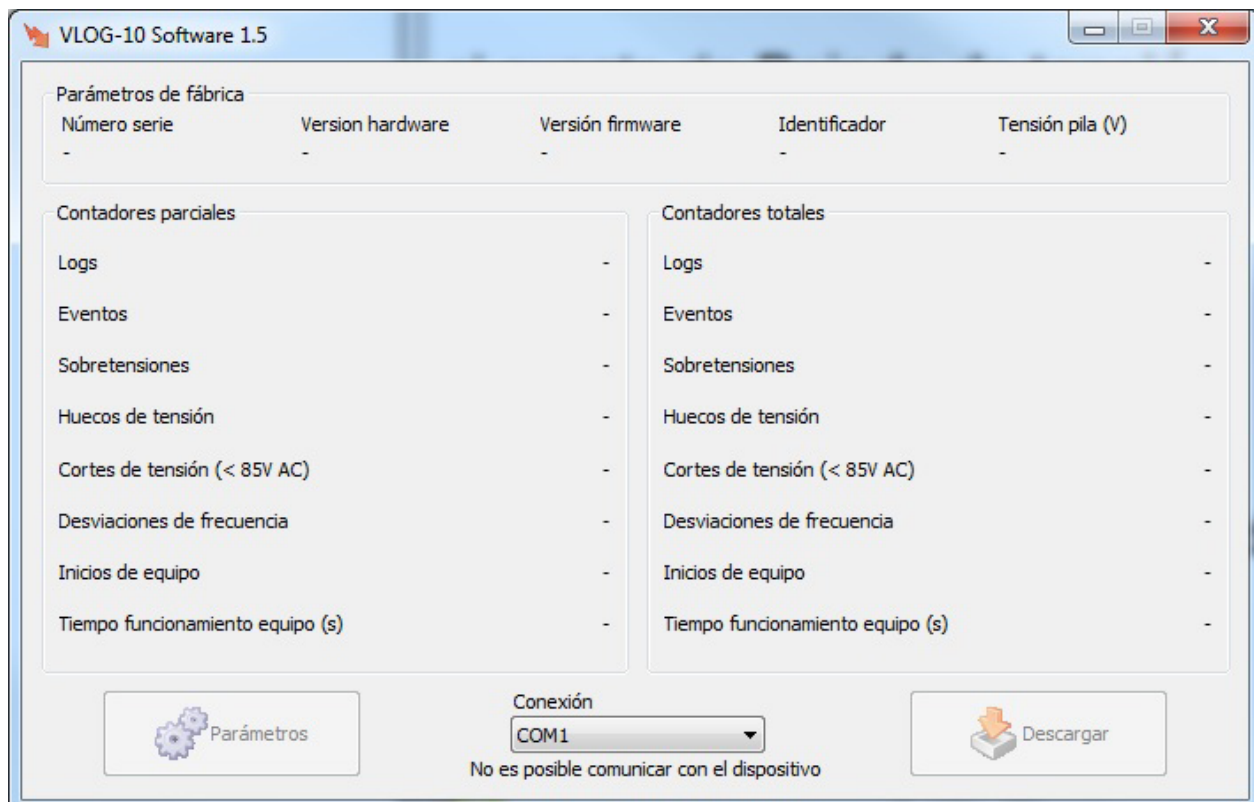 VLOG-10 Software 1.5
Parámetros de fábrica
Número serie Version hardware Versión firmware Identificador Tensión pila (V)
- - - - -
Contadores parciales
Logs -
Eventos -
Sobretensiones -
Huecos de tensión -
Cortes de tensión (< 85V AC) -
Desviaciones de frecuencia -
Inicios de equipo -
Tiempo funcionamiento equipo (s) -
Contadores totales
Logs -
Eventos -
Sobretensiones -
Huecos de tensión -
Cortes de tensión (< 85V AC) -
Desviaciones de frecuencia -
Inicios de equipo -
Tiempo funcionamiento equipo (s) -
Parámetros
Conexión
COM1
No es posible comunicar con el dispositivo
Descargar